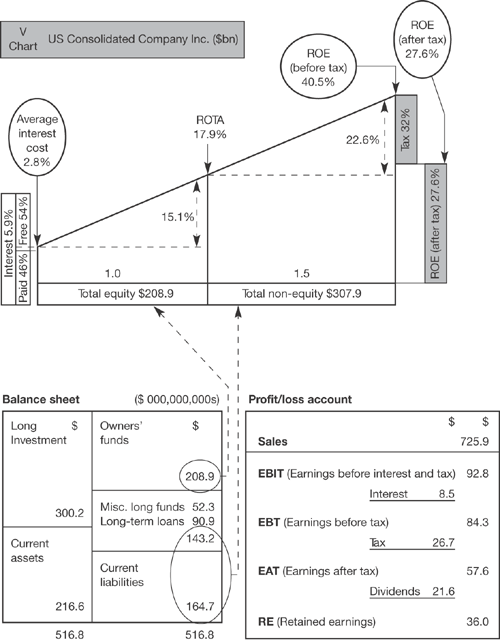 V
Chart
US Consolidated Company Inc. ($bn)
ROE
(before tax)
40.5%
ROE
(after tax)
27.6%
Average
interest
cost
2.8%
ROTA
17.9%
22.6%
Tax 32%
15.1%
ROE (after tax) 27.6%
Interest 5.9%
Free 54%
Paid 46%
1.0
1.5
Total equity $208.9
Total non-equity $307.9
Balance sheet ($ 000,000,000s)
Long $
Investment
Owners' $
funds
208.9
300.2
Misc. long funds 52.3
Long-term loans 90.9
143.2
Current
assets
Current
liabilities
216.6
164.7
516.8
516.8
Profit/loss account
$ $
Sales 725.9
EBIT (Earnings before interest and tax) 92.8
Interest 8.5
EBT (Earnings before tax) 84.3
Tax 26.7
EAT (Earnings after tax) 57.6
Dividends 21.6
RE (Retained earnings) 36.0